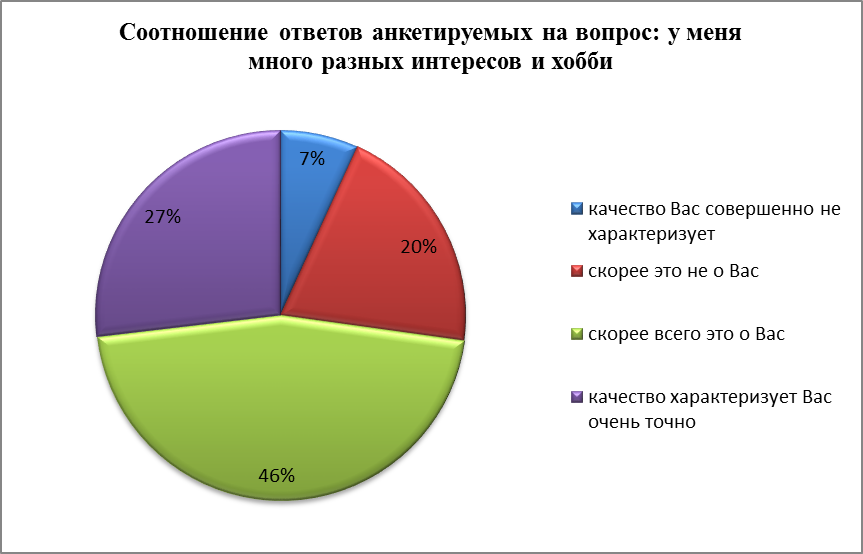 Соотношение ответов анкетируемых на вопрос: у меня
много разных интересов и хобби
7%
20%
27%
46%
качество Вас совершенно не
характеризует
скорее это не о Вас
скорее всего это о Вас
качество характеризует Вас
очень точно